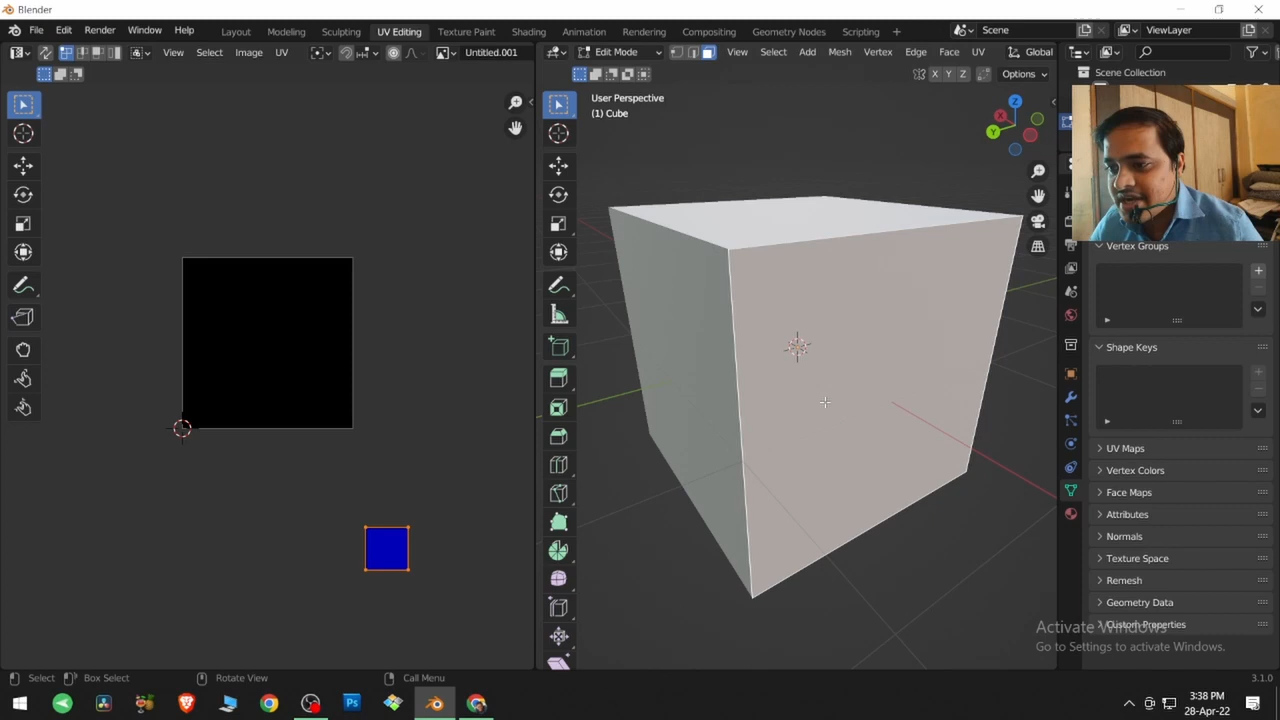 Blender
File Edit Render Window Help
Layout Modeling Sculpting UV Editing Texture Paint Shading Animation Rendering Compositing Geometry Nodes Scripting
Scene
ViewLayer
View Select Image UV
Untitled.001
Edit Mode
View Select Add Mesh Vertex Edge Face UV
Global
X Y Z
Options
Scene Collection
User Perspective
(1) Cube
Z
X
Y
Vertex Groups
Shape Keys
UV Maps
Vertex Colors
Face Maps
Attributes
Normals
Texture Space
Remesh
Geometry Data
Custom Properties
Activate Windows
Go to Settings to activate Windows.
Select
Box Select
Rotate View
Call Menu
3.1.0
Ps
3:38 PM
28-Apr-22